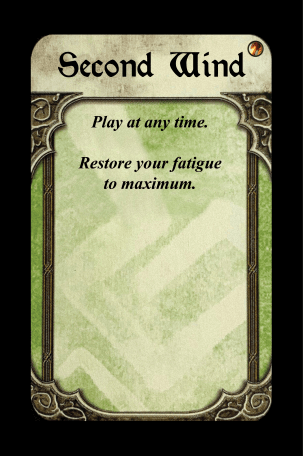 Second Wind
Play at any time.
Restore your fatigue
to maximum.